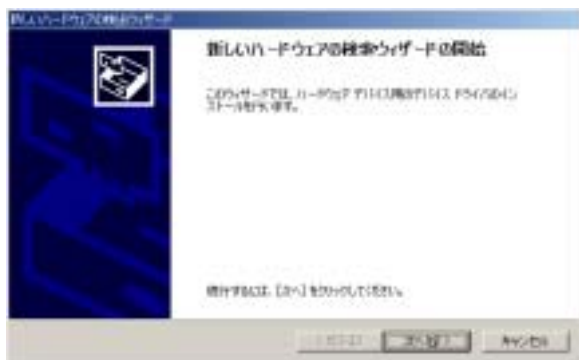 新しいハードウェアの検索ウィザード
新しいハードウェアの検索ウィザードの開始
このウィザードでは、ハードウェア デバイス用のデバイス ドライバのイン
ストールを行います。
続行するには、[次へ] をクリックしてください。
< 戻る(B) 次へ(N) > キャンセル